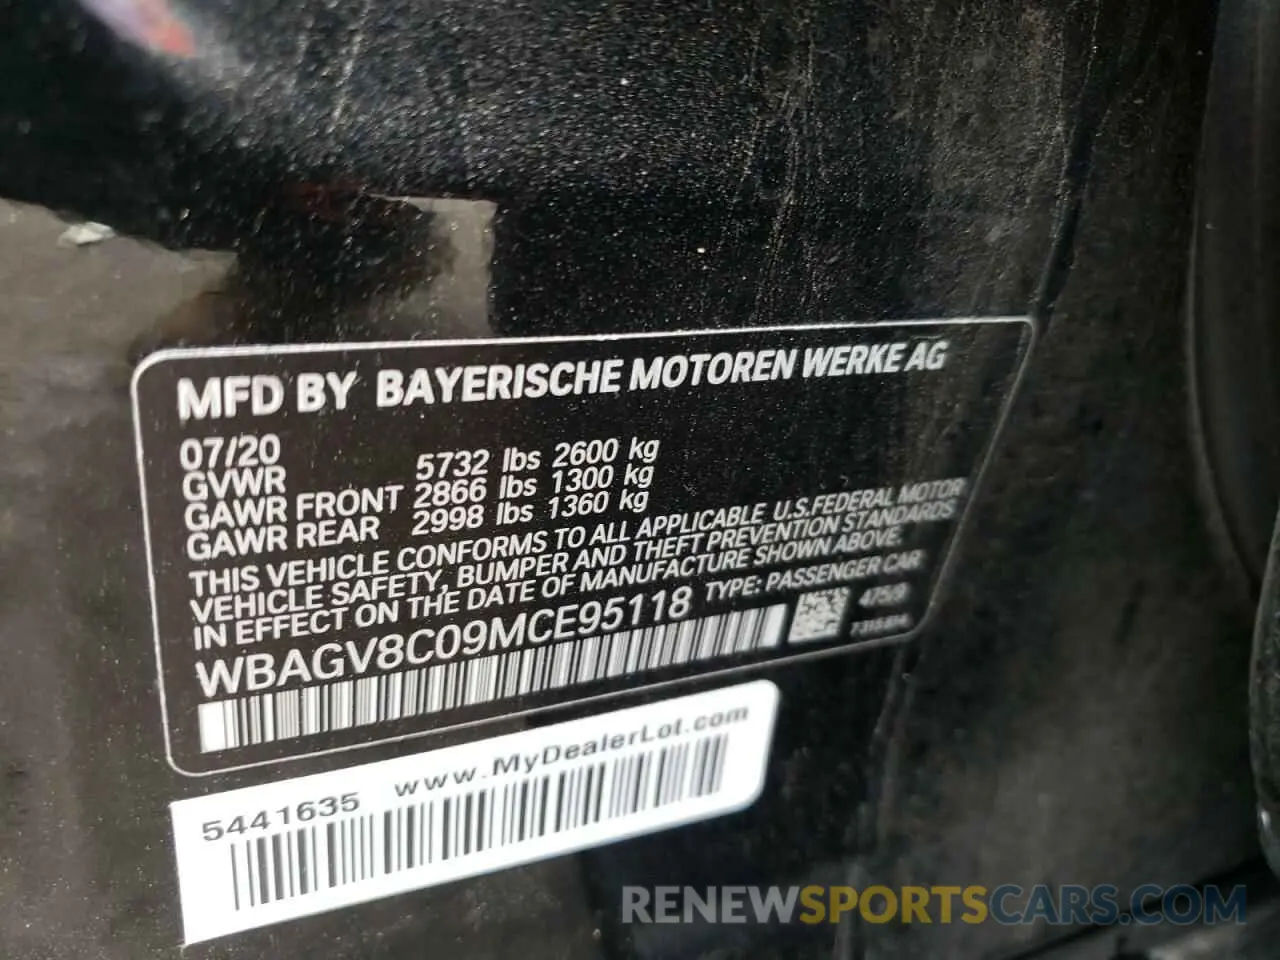 MFD BY BAYERISCHE MOTOREN WERKE AG
07/20
GVWR 5732 lbs 2600 kg
GAWR FRONT 2866 lbs 1300 kg
GAWR REAR 2998 lbs 1360 kg
THIS VEHICLE CONFORMS TO ALL APPLICABLE U.S.FEDERAL MOTOR
VEHICLE SAFETY, BUMPER AND THEFT PREVENTION STANDARDS
IN EFFECT ON THE DATE OF MANUFACTURE SHOWN ABOVE.
WBAGV8C09MCE95118 TYPE: PASSENGER CAR
5441635 www.MyDealerLot.com
RENEWSPORTSCARS.COM